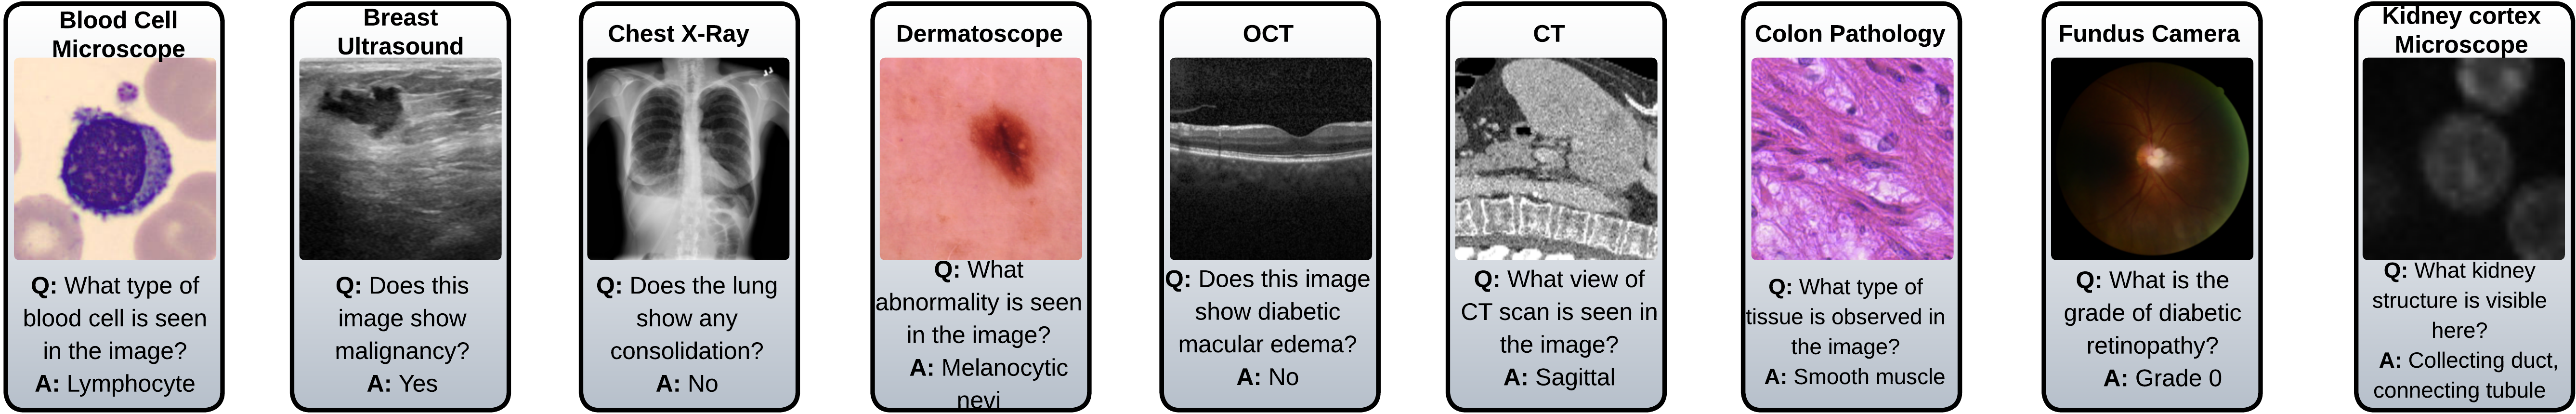 Blood Cell
Microscope
Q: What type of
blood cell is seen
in the image?
A: Lymphocyte
Breast
Ultrasound
Q: Does this
image show
malignancy?
A: Yes
Chest X-Ray
Q: Does the lung
show any
consolidation?
A: No
Dermatoscope
Q: What
abnormality is seen
in the image?
A: Melanocytic
nevi
OCT
Q: Does this image
show diabetic
macular edema?
A: No
CT
Q: What view of
CT scan is seen in
the image?
A: Sagittal
Colon Pathology
Q: What type of
tissue is observed in
the image?
A: Smooth muscle
Fundus Camera
Q: What is the
grade of diabetic
retinopathy?
A: Grade 0
Kidney cortex
Microscope
Q: What kidney
structure is visible
here?
A: Collecting duct,
connecting tubule